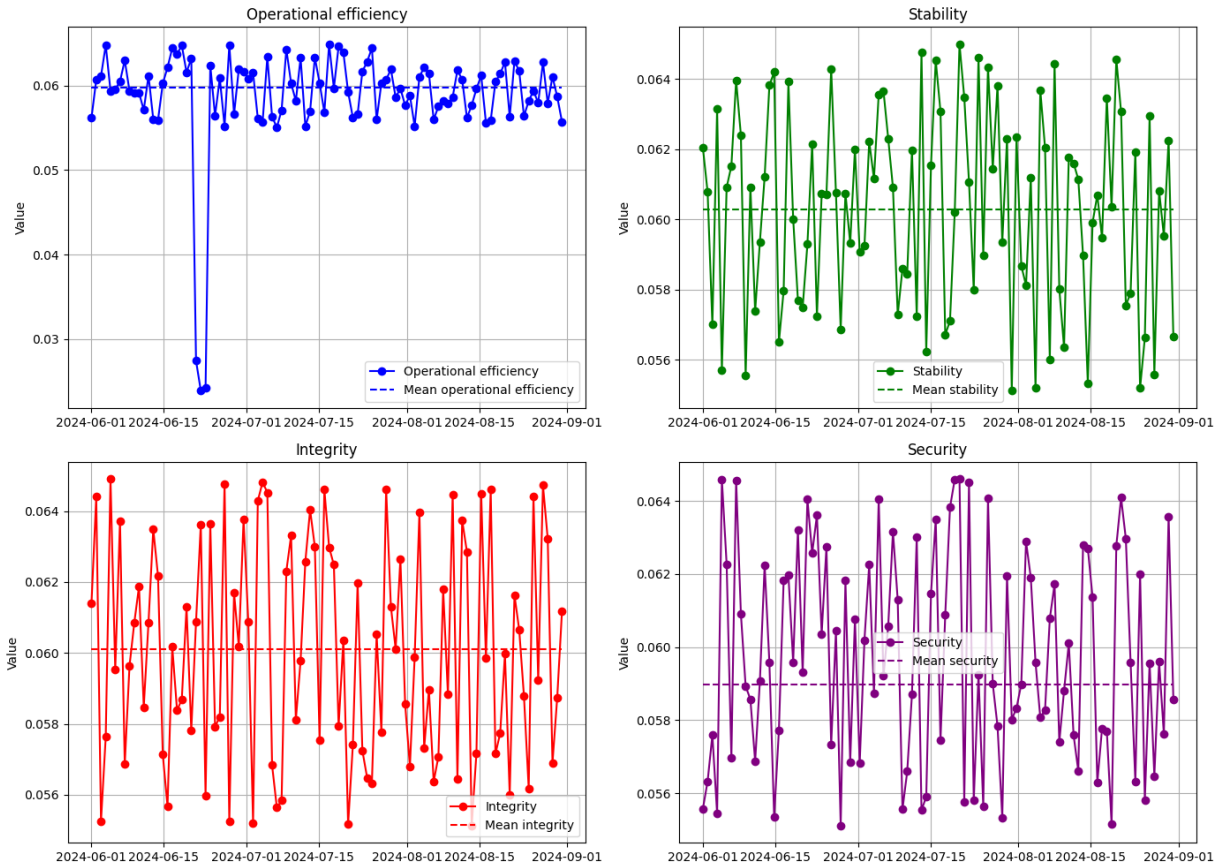 Operational efficiency
Value
0.06
0.05
0.04
0.03
Operational efficiency
Mean operational efficiency
2024-06-01 2024-06-15 2024-07-01 2024-07-15 2024-08-01 2024-08-15 2024-09-01
Stability
Value
0.064
0.062
0.060
0.058
0.056
Stability
Mean stability
2024-06-01 2024-06-15 2024-07-01 2024-07-15 2024-08-01 2024-08-15 2024-09-01
Integrity
Value
0.064
0.062
0.060
0.058
0.056
Integrity
Mean integrity
2024-06-01 2024-06-15 2024-07-01 2024-07-15 2024-08-01 2024-08-15 2024-09-01
Security
Value
0.064
0.062
0.060
0.058
0.056
Security
Mean security
2024-06-01 2024-06-15 2024-07-01 2024-07-15 2024-08-01 2024-08-15 2024-09-01